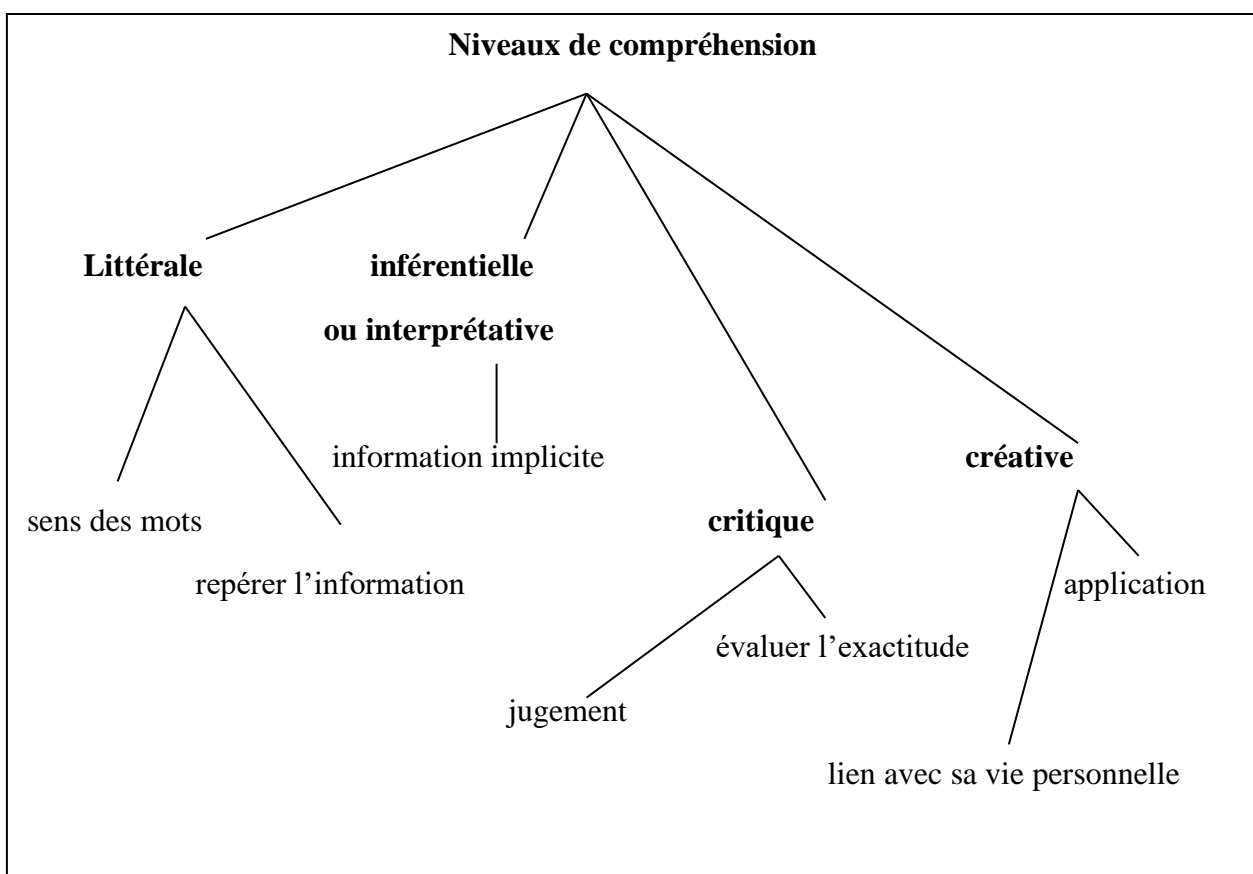 Niveaux de compréhension
Littérale
inférentielle
ou interprétative
information implicite
créative
sens des mots
critique
repérer l’information
application
évaluer l’exactitude
jugement
lien avec sa vie personnelle